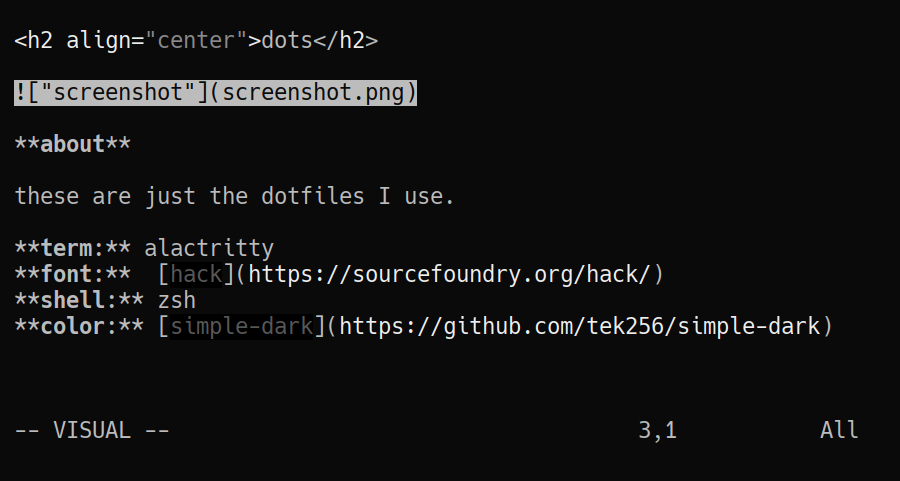 <h2 align="center">dots</h2>
!["screenshot"](screenshot.png)
**about**
these are just the dotfiles I use.
**term:** alactritty
**font:**  [hack](https://sourcefoundry.org/hack/)
**shell:** zsh
**color:** [simple-dark](https://github.com/tek256/simple-dark)
-- VISUAL -- 3,1 All